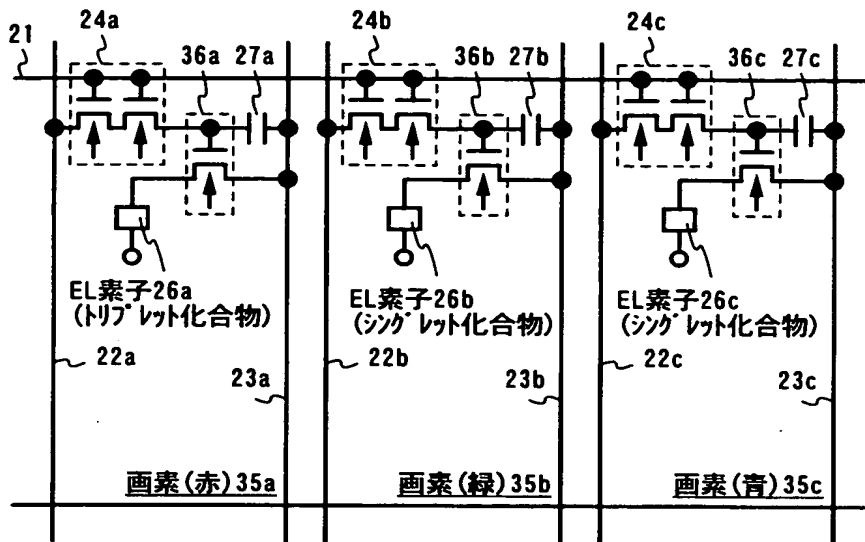 21
24a
36a
27a
24b
36b
27b
24c
36c
27c
EL素子26a
(トリプレット化合物)
EL素子26b
(シングレット化合物)
EL素子26c
(シングレット化合物)
22a
23a
22b
23b
22c
23c
画素(赤)35a
画素(緑)35b
画素(青)35c